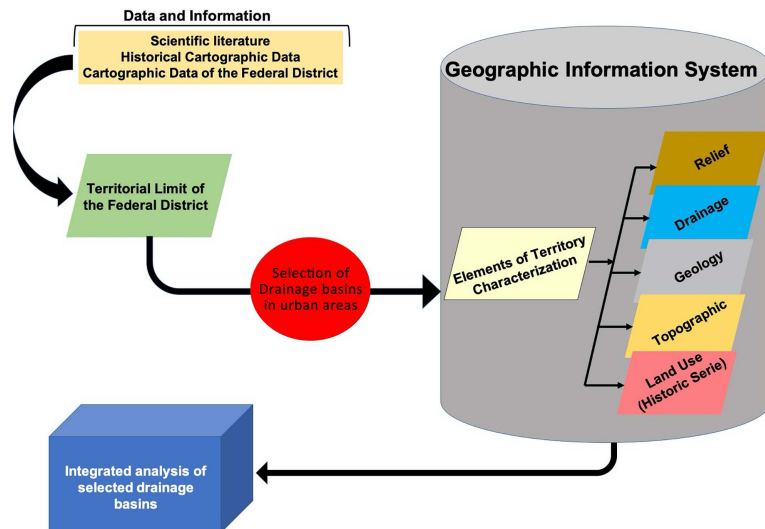 Data and Information
Scientific literature
Historical Cartographic Data
Cartographic Data of the Federal District
Territorial Limit of
the Federal District
Selection of
Drainage basins
in urban areas
Geographic Information System
Elements of Territory
Characterization
Relief
Drainage
Geology
Topographic
Land Use
(Historic Serie)
Integrated analysis of
selected drainage
basins